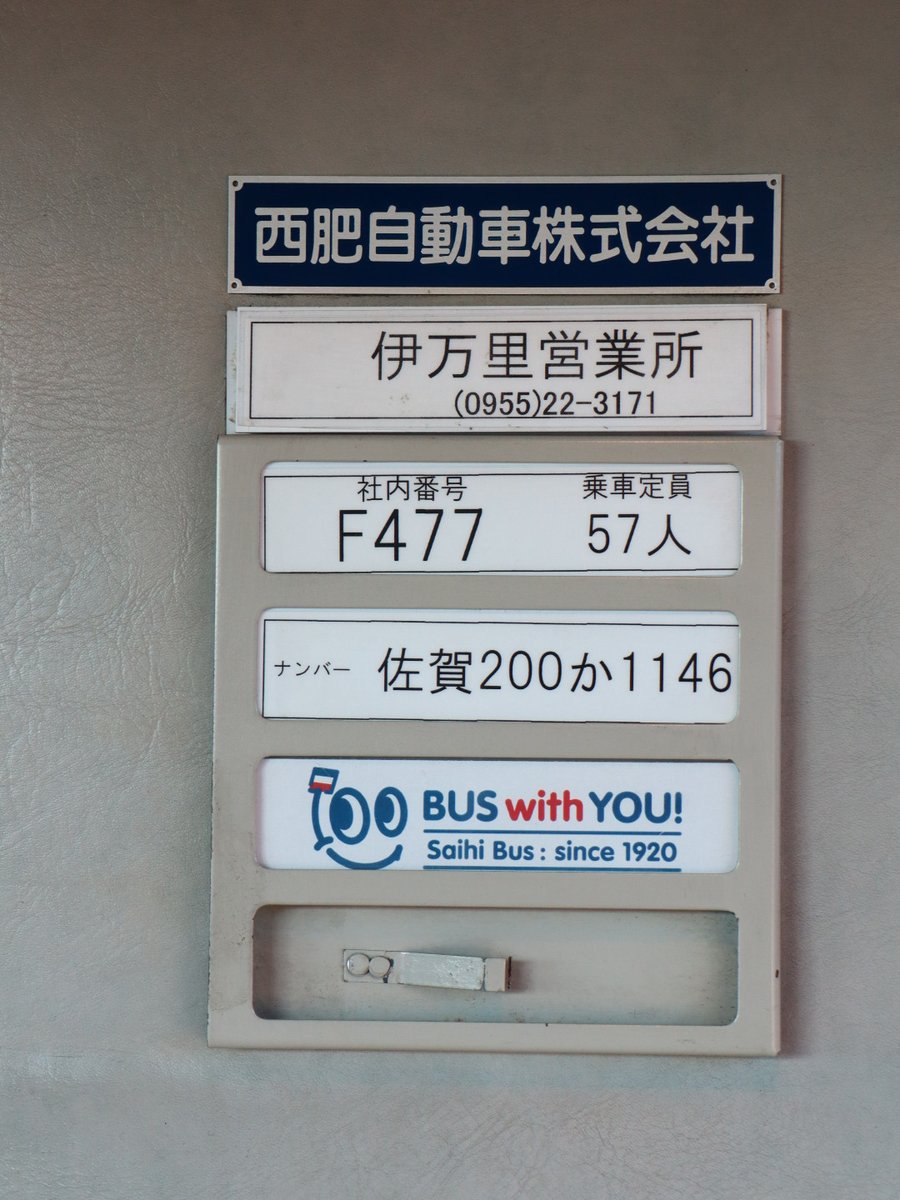 西肥自動車株式会社
伊万里営業所
(0955)22-3171
社内番号 乗車定員
F477 57人
ナンバー 佐賀200か1146
100 BUS with YOU!
Saihi Bus : since 1920